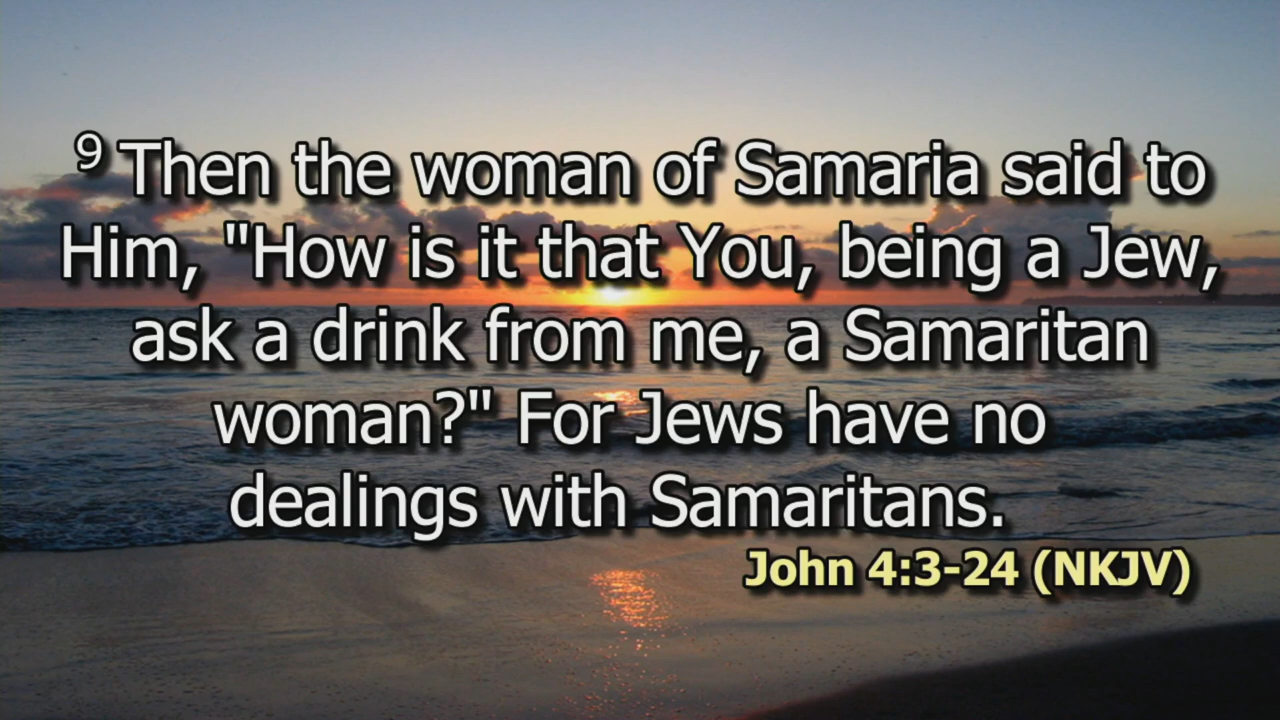 9 Then the woman of Samaria said to
Him, "How is it that You, being a Jew,
ask a drink from me, a Samaritan
woman?" For Jews have no
dealings with Samaritans.
John 4:3-24 (NKJV)